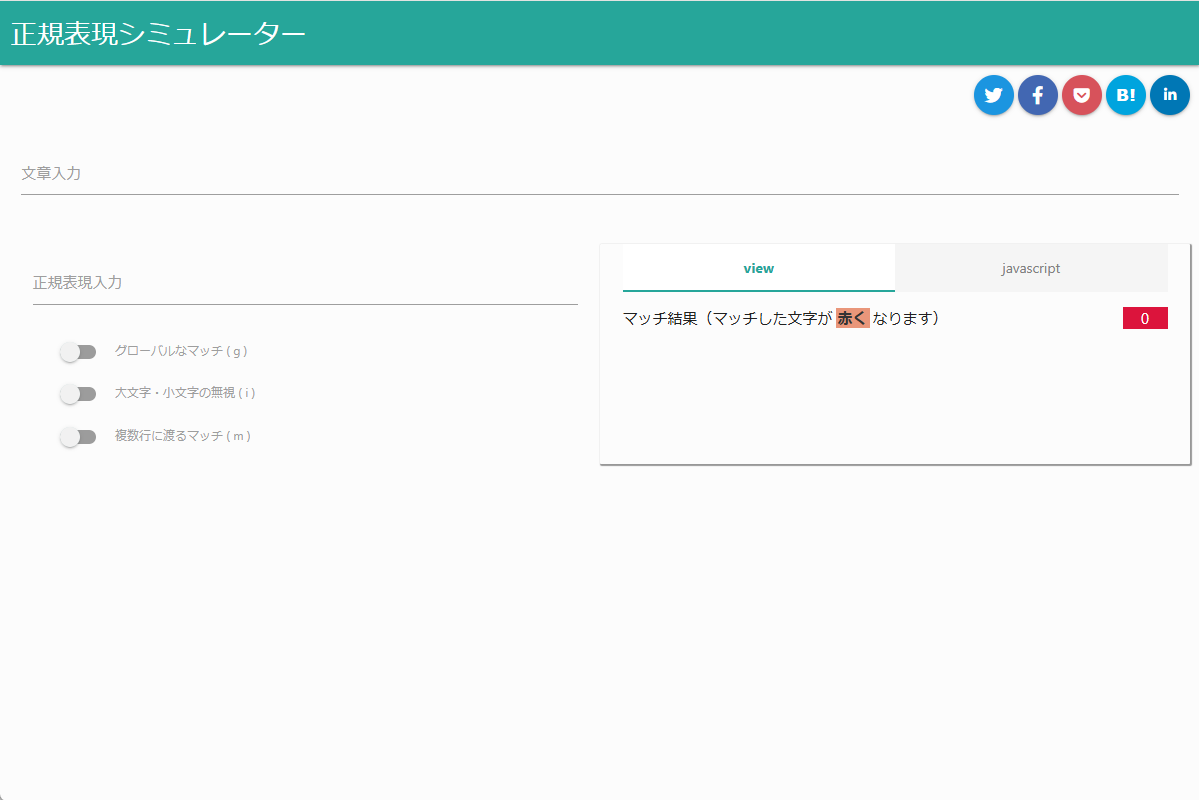 正規表現シミュレーター
B!
in
文章入力
正規表現入力
グローバルなマッチ ( g )
大文字・小文字の無視 ( i )
複数行に渡るマッチ ( m )
view
javascript
マッチ結果（マッチした文字が 赤く なります）
0